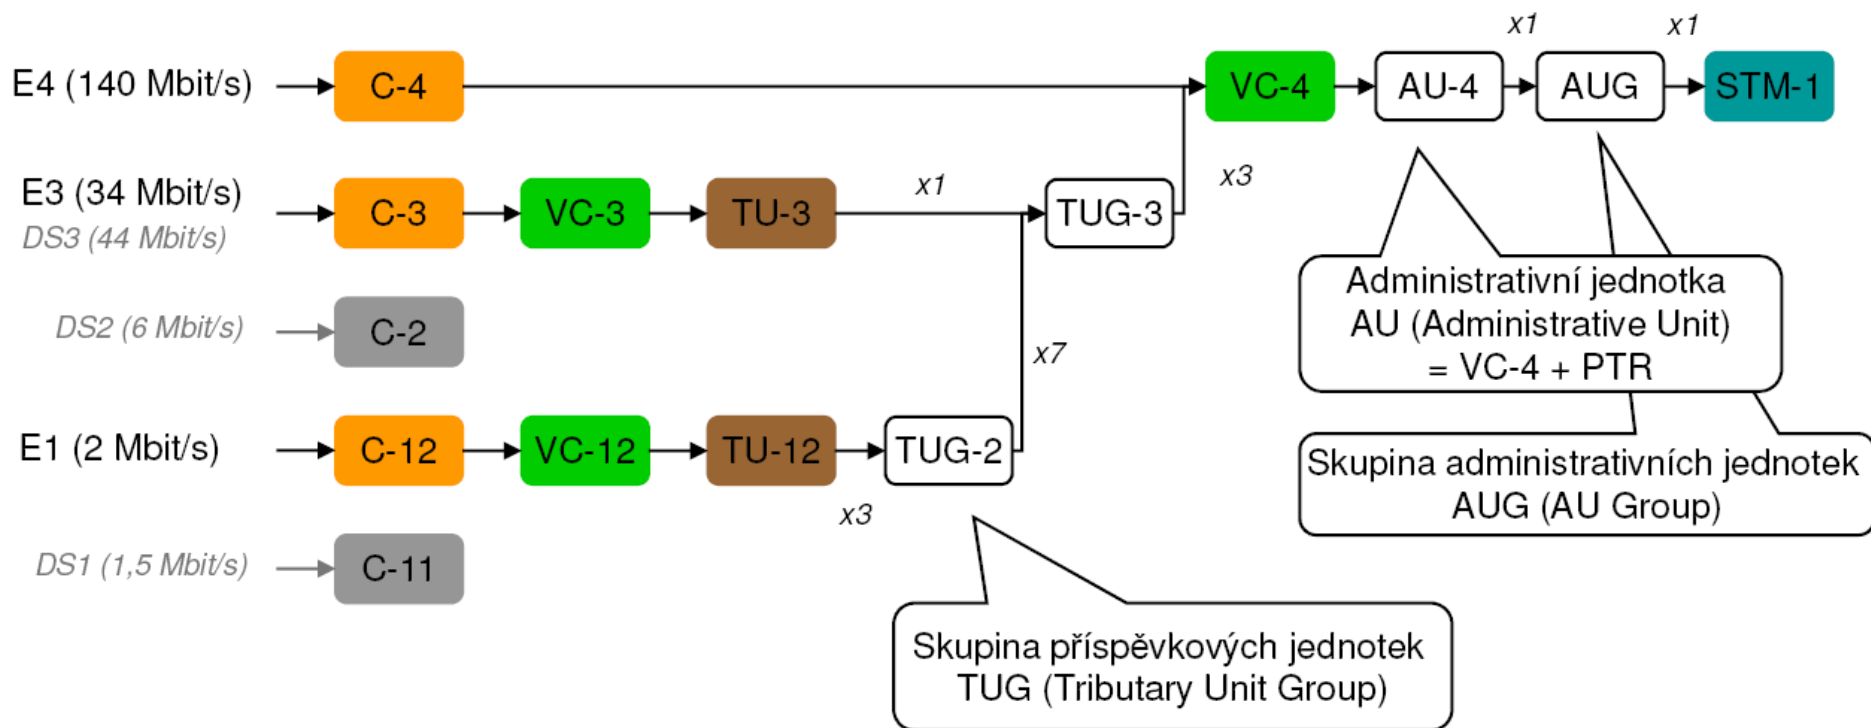 x1
x1
E4 (140 Mbit/s)
C-4
VC-4
AU-4
AUG
STM-1
E3 (34 Mbit/s)
DS3 (44 Mbit/s)
C-3
VC-3
TU-3
x1
TUG-3
x3
DS2 (6 Mbit/s)
C-2
x7
Administrativní jednotka
AU (Administrative Unit)
= VC-4 + PTR
E1 (2 Mbit/s)
C-12
VC-12
TU-12
x3
TUG-2
Skupina administrativních jednotek
AUG (AU Group)
DS1 (1,5 Mbit/s)
C-11
Skupina příspěvkových jednotek
TUG (Tributary Unit Group)